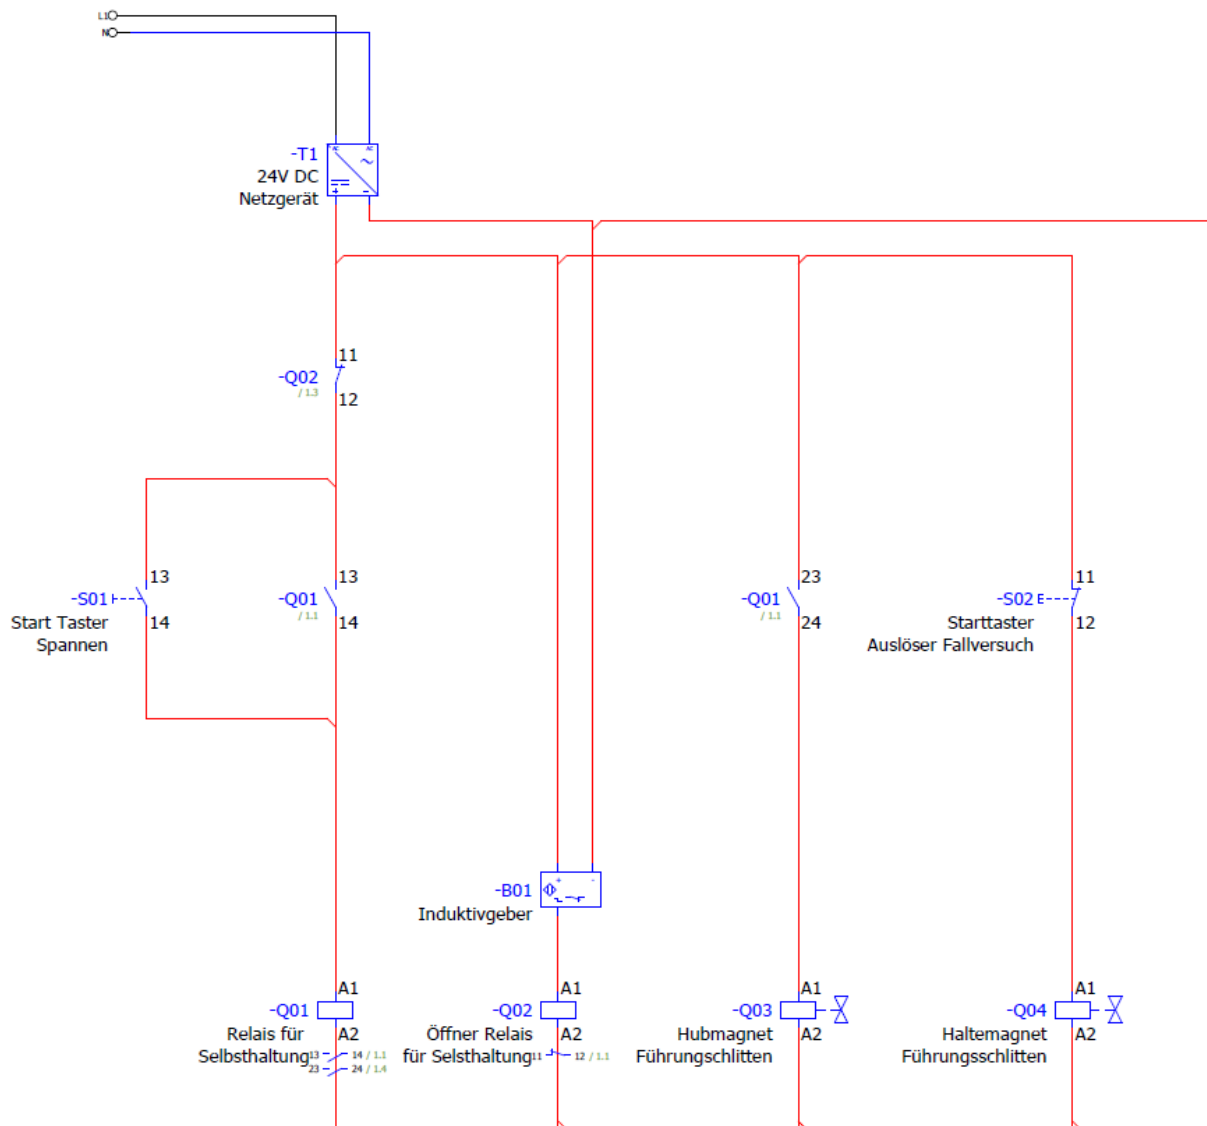 L1
N
-T1
24V DC
Netzgerät
AC AC
+ -
11
-Q02
/ 1.3
12
13
-S01
14
Start Taster
Spannen
13
-Q01
/ 1.1
14
23
-Q01
/ 1.1
24
11
-S02
12
Starttaster
Auslöser Fallversuch
+ -
-B01
Induktivgeber
A1
-Q01
A2
Relais für
Selbsthaltung
13 14 / 1.1
23 24 / 1.4
A1
-Q02
A2
Öffner Relais
für Selsthaltung
11 12 / 1.1
A1
-Q03
A2
Hubmagnet
Führungschlitten
A1
-Q04
A2
Haltemagnet
Führungsschlitten